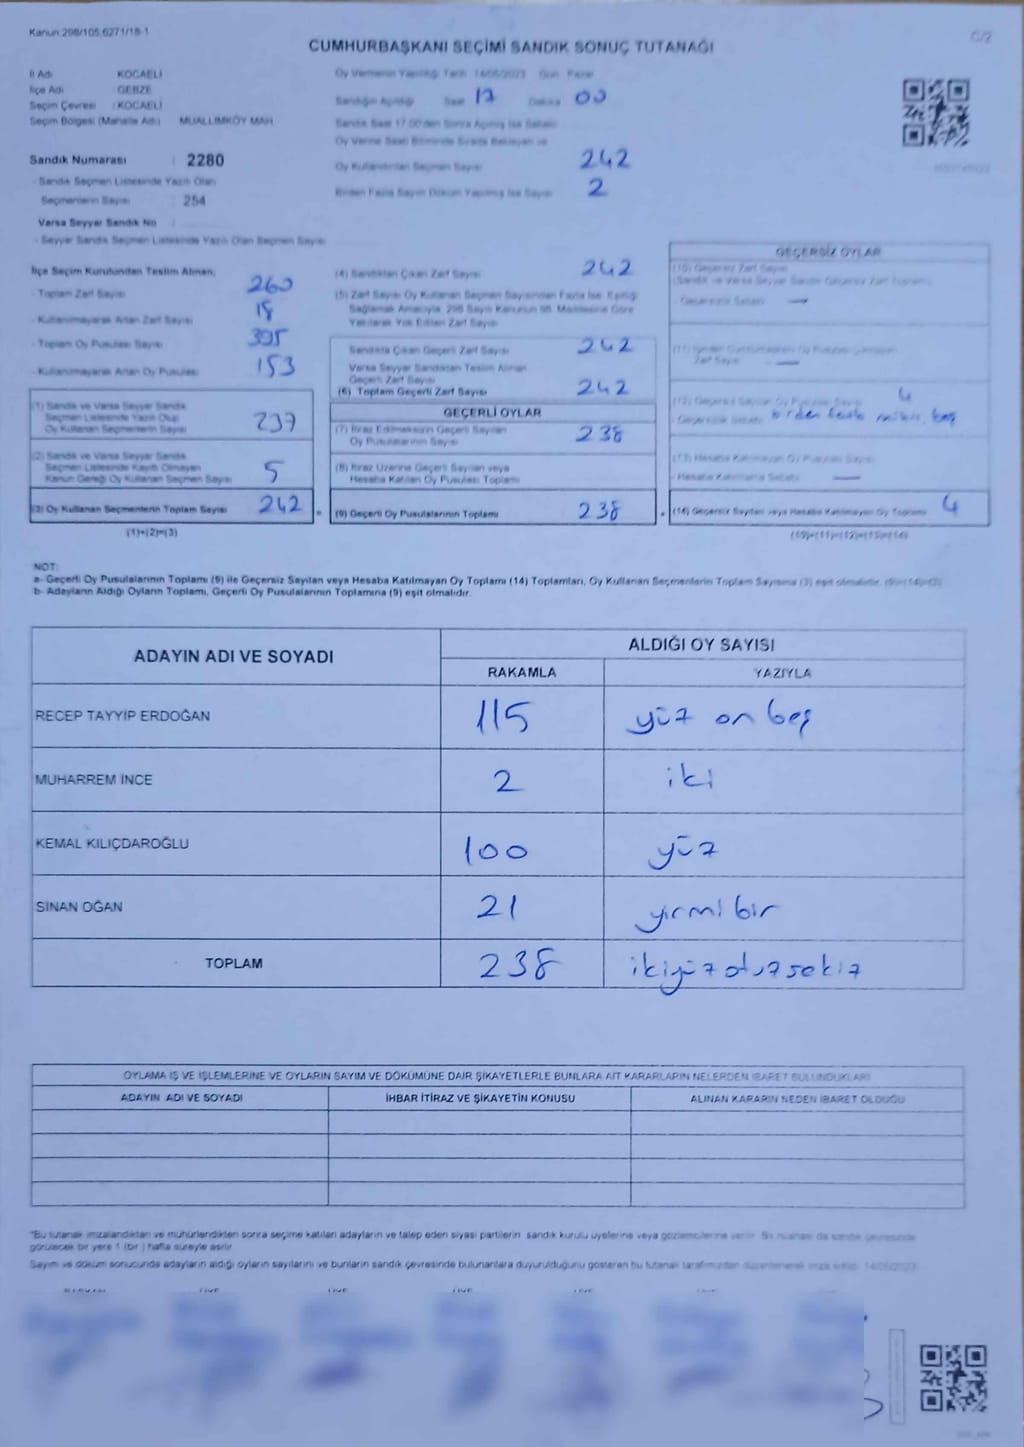 Kanun:298/105,6271/18-1
C/2
CUMHURBAŞKANI SEÇİMİ SANDIK SONUÇ TUTANAĞI
İl Adı KOCAELİ
İlçe Adı GEBZE
Seçim Çevresi : KOCAELİ
Seçim Bölgesi (Mahalle Adı) MUALLIMKÖY MAH.
Sandık Numarası : 2280
- Sandık Seçmen Listesinde Yazılı Olan
Seçmenlerin Sayısı : 254
Varsa Seyyar Sandık No :
- Seyyar Sandık Seçmen Listesinde Yazılı Olan Seçmen Sayısı
Oy Vermenin Yapıldığı Tarih 14/05/2023 Gün Pazar
Sandığın Açıldığı Saat 17 Dakika 00
Sandık Saat 17.00'den Sonra Açılmış İse Sebebi
Oy Verme Saati Bitiminde Sırada Bekleyen ve
Oy Kullandırılan Seçmen Sayısı 242
Birden Fazla Sayım Döküm Yapılmış İse Sayısı 2
İlçe Seçim Kurulundan Teslim Alınan;
- Toplam Zarf Sayısı 260
- Kullanılmayarak Artan Zarf Sayısı 18
- Toplam Oy Pusulası Sayısı 395
- Kullanılmayarak Artan Oy Pusulası 153
(1) Sandık ve Varsa Seyyar Sandık
Seçmen Listesinde Yazılı Olup
Oy Kullanan Seçmenlerin Sayısı 237
(2) Sandık ve Varsa Seyyar Sandık
Seçmen Listesinde Kayıtlı Olmayan
Kanun Gereği Oy Kullanan Seçmen Sayısı 5
(3) Oy Kullanan Seçmenlerin Toplam Sayısı 242
(1)+(2)=(3)
(4) Sandıktan Çıkan Zarf Sayısı 242
(5) Zarf Sayısı Oy Kullanan Seçmen Sayısından Fazla İse, Eşitliği
Sağlamak Amacıyla, 298 Sayılı Kanunun 98. Maddesine Göre
Yakılarak Yok Edilen Zarf Sayısı
Sandıkta Çıkan Geçerli Zarf Sayısı 242
Varsa Seyyar Sandıktan Teslim Alınan
Geçerli Zarf Sayısı
(6) Toplam Geçerli Zarf Sayısı 242
GEÇERLİ OYLAR
(7) İtiraz Edilmeksizin Geçerli Sayılan
Oy Pusulalarının Sayısı 238
(8) İtiraz Üzerine Geçerli Sayılan veya
Hesaba Katılan Oy Pusulası Toplamı
(9) Geçerli Oy Pusulalarının Toplamı 238
GEÇERSİZ OYLAR
(10) Geçersiz Zarf Sayısı
(Sandık ve Varsa Seyyar Sandık Geçersiz Zarf Toplamı)
- Geçersizlik Sebebi —
Zarf Sayısı —
(12) Geçersiz Sayılan Oy Pusulası Sayısı 4
- Geçersizlik Sebebi birden fazla
(13) Hesaba Katılmayan Oy Pusulası Sayısı
- Hesaba Katılmama Sebebi —
(14) Geçersiz Sayılan veya Hesaba Katılmayan Oy Toplamı 4
(10)+(11)+(12)+(13)=(14)
NOT:
a- Geçerli Oy Pusulalarının Toplamı (9) ile Geçersiz Sayılan veya Hesaba Katılmayan Oy Toplamı (14) Toplamları, Oy Kullanan Seçmenlerin Toplam Sayısına (3) eşit olmalıdır. (9)+(14)=(3)
b- Adayların Aldığı Oyların Toplamı, Geçerli Oy Pusulalarının Toplamına (9) eşit olmalıdır.
ADAYIN ADI VE SOYADI ALDIĞI OY SAYISI
RAKAMLA YAZIYLA
RECEP TAYYİP ERDOĞAN 115 yüz on beş
MUHARREM İNCE 2 iki
KEMAL KILIÇDAROĞLU 100 yüz
SİNAN OĞAN 21 yirmi bir
TOPLAM 238 ikiyüz otuz sekiz
OYLAMA İŞ VE İŞLEMLERİNE VE OYLARIN SAYIM VE DÖKÜMÜNE DAİR ŞİKAYETLERLE BUNLARA AİT KARARLARIN NELERDEN İBARET BULUNDUKLARI
ADAYIN ADI VE SOYADI İHBAR İTİRAZ VE ŞİKAYETİN KONUSU ALINAN KARARIN NEDEN İBARET OLDUĞU
"Bu tutanak imzalandıktan ve mühürlendikten sonra seçime katılan adayların ve talep eden siyasi partilerin sandık kurulu üyelerine veya gözlemcilerine verilir. Bir nüshası da sandık çevresinde
görülecek bir yere 1 (bir) hafta süreyle asılır.
Sayım ve döküm sonucunda adayların aldığı oyların sayılarını ve bunların sandık çevresinde bulunanlara duyurulduğunu gösteren bu tutanak tarafımızdan düzenlenerek imza edildi. 14/05/2023